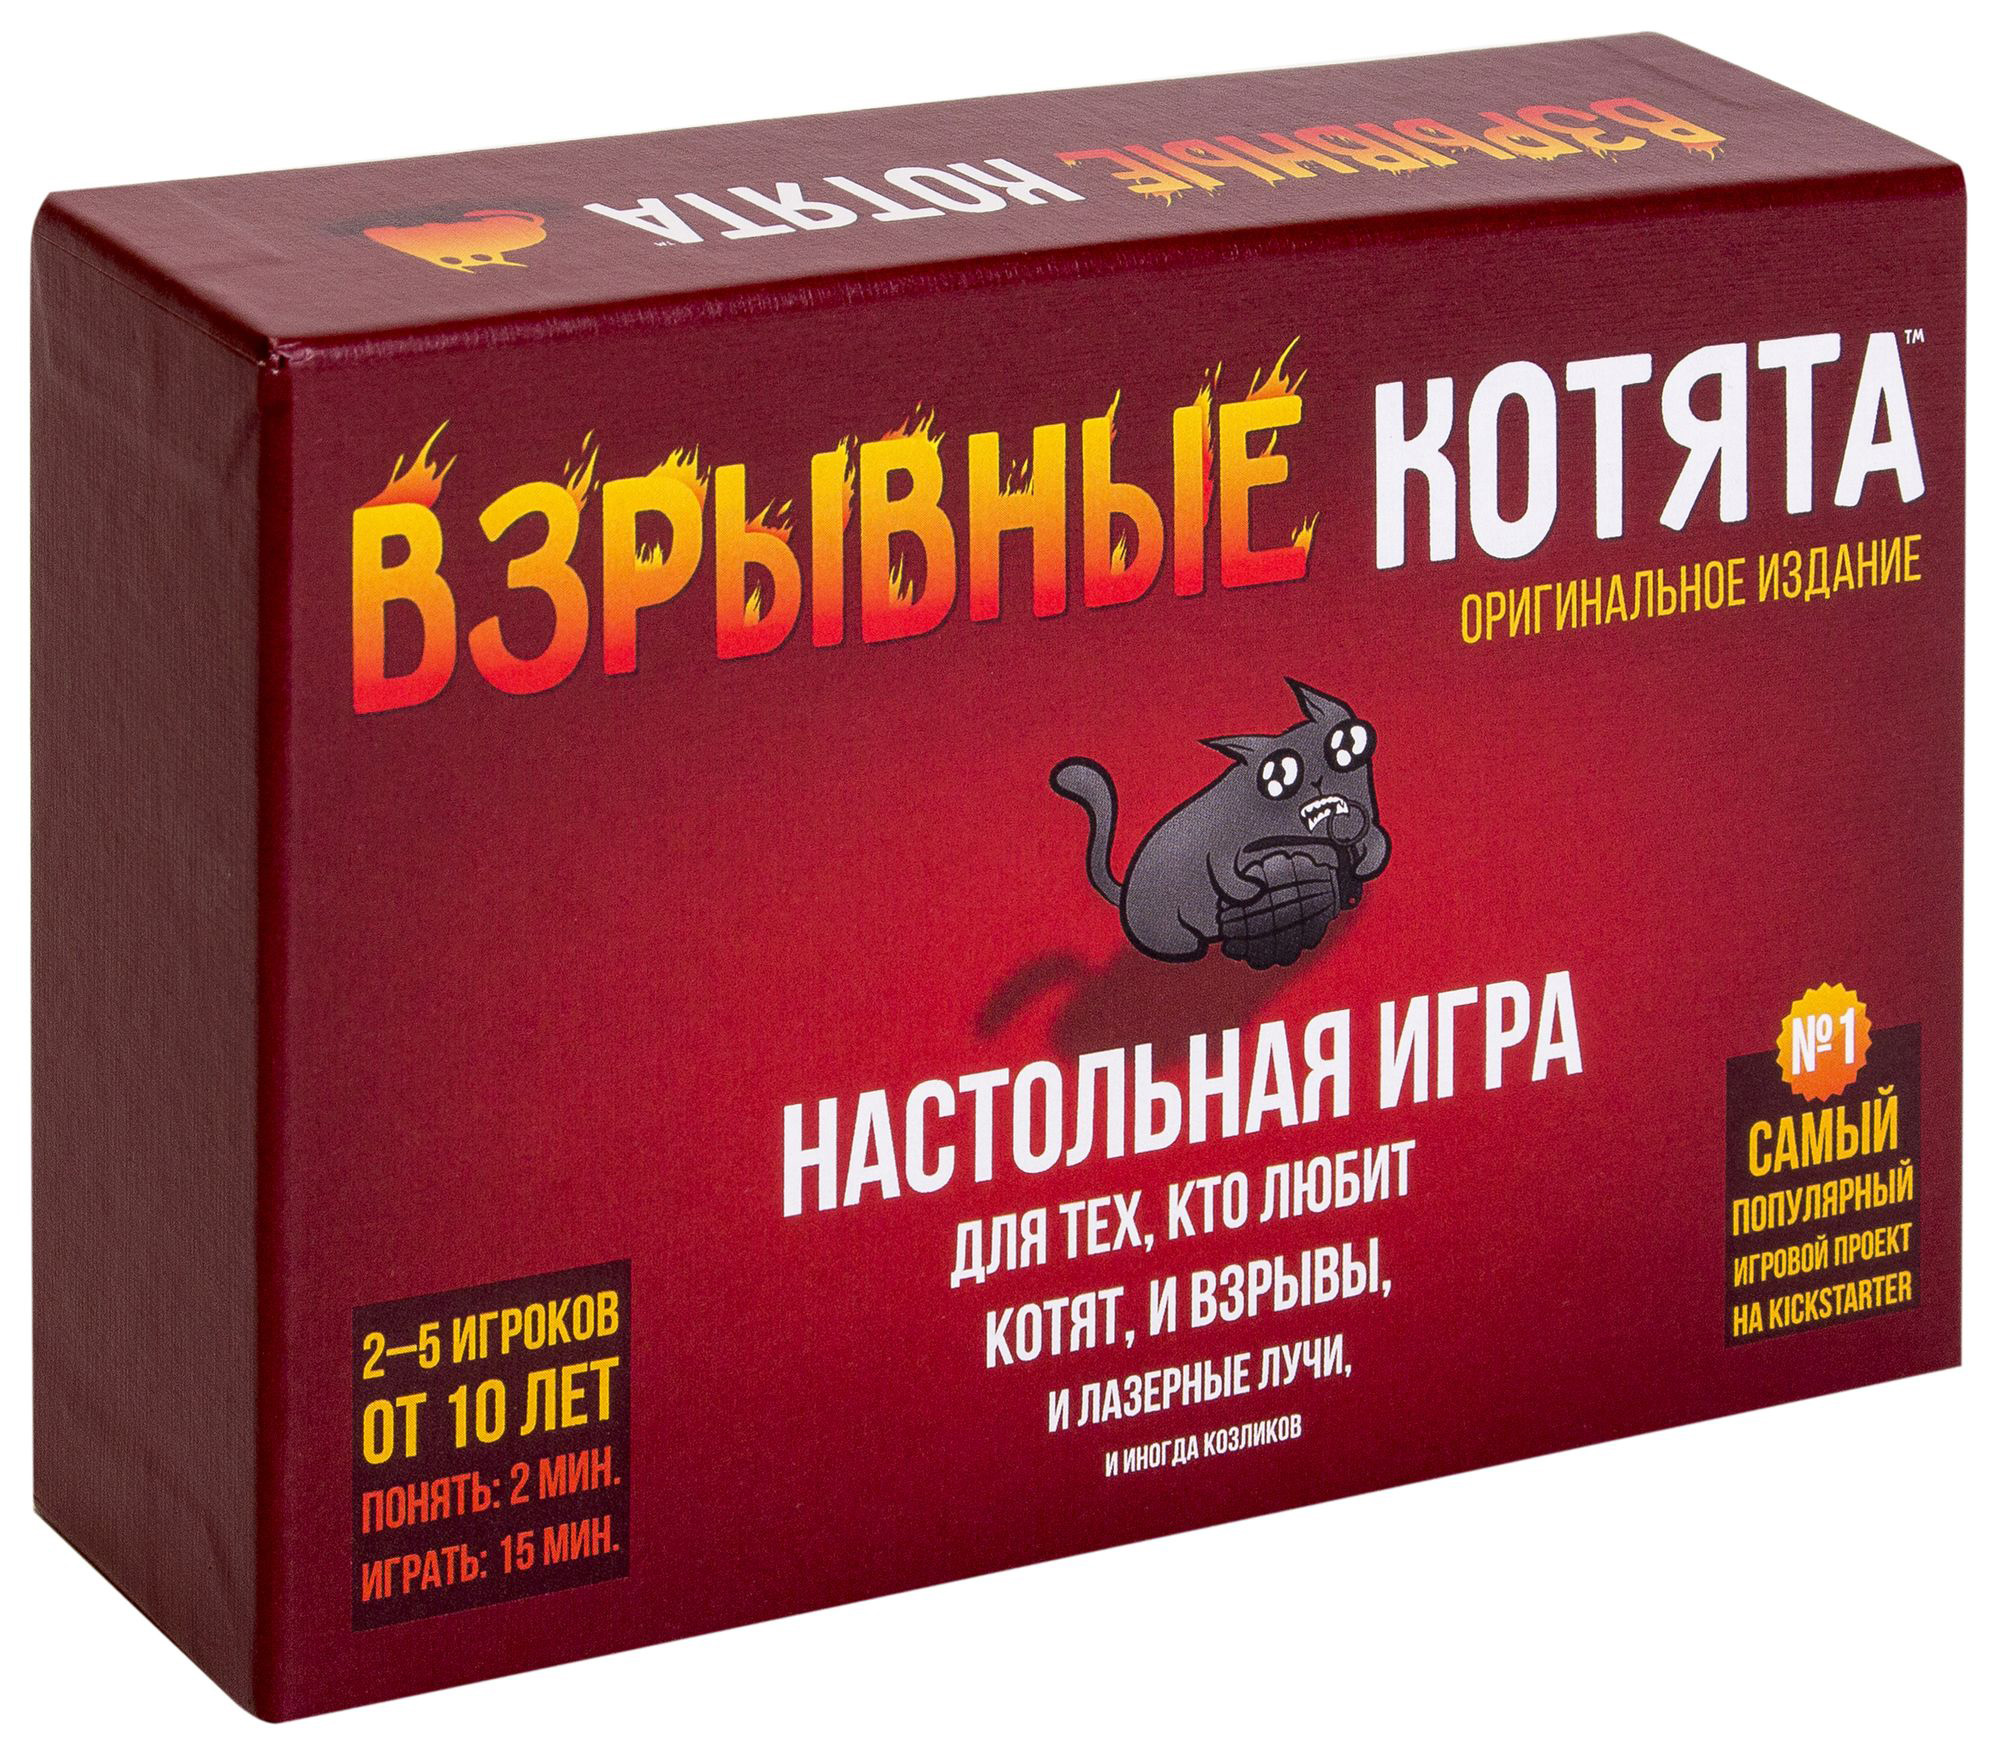 ВЗРЫВНЫЕ КОТЯТА™
ВЗРЫВНЫЕ КОТЯТА™
ОРИГИНАЛЬНОЕ ИЗДАНИЕ
НАСТОЛЬНАЯ ИГРА
ДЛЯ ТЕХ, КТО ЛЮБИТ
КОТЯТ, И ВЗРЫВЫ,
И ЛАЗЕРНЫЕ ЛУЧИ,
И ИНОГДА КОЗЛИКОВ
2–5 ИГРОКОВ
ОТ 10 ЛЕТ
ПОНЯТЬ: 2 МИН.
ИГРАТЬ: 15 МИН.
№1
САМЫЙ
ПОПУЛЯРНЫЙ
ИГРОВОЙ ПРОЕКТ
НА KICKSTARTER